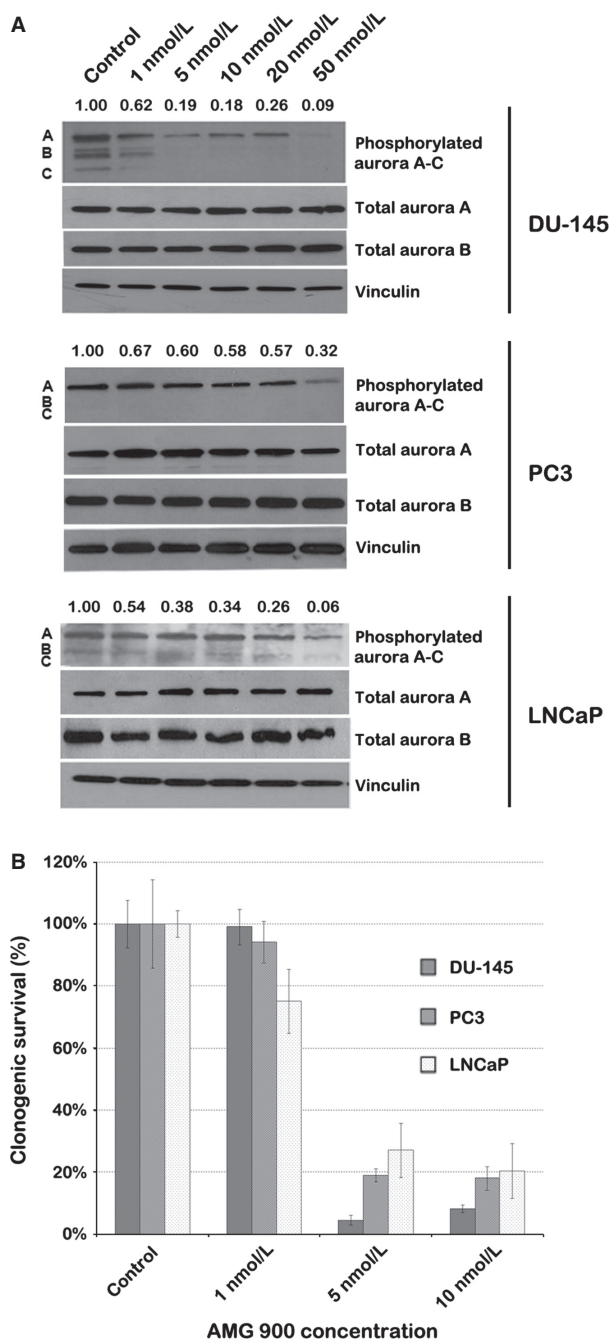 A
Control 1 nmol/L 5 nmol/L 10 nmol/L 20 nmol/L 50 nmol/L
1.00 0.62 0.19 0.18 0.26 0.09
A
B
C
Phosphorylated
aurora A-C
Total aurora A
Total aurora B
Vinculin
DU-145
1.00 0.67 0.60 0.58 0.57 0.32
A
B
C
Phosphorylated
aurora A-C
Total aurora A
Total aurora B
Vinculin
PC3
1.00 0.54 0.38 0.34 0.26 0.06
A
B
C
Phosphorylated
aurora A-C
Total aurora A
Total aurora B
Vinculin
LNCaP
B
Clonogenic survival (%)
120%
100%
80%
60%
40%
20%
0%
DU-145
PC3
LNCaP
Control 1 nmol/L 5 nmol/L 10 nmol/L
AMG 900 concentration